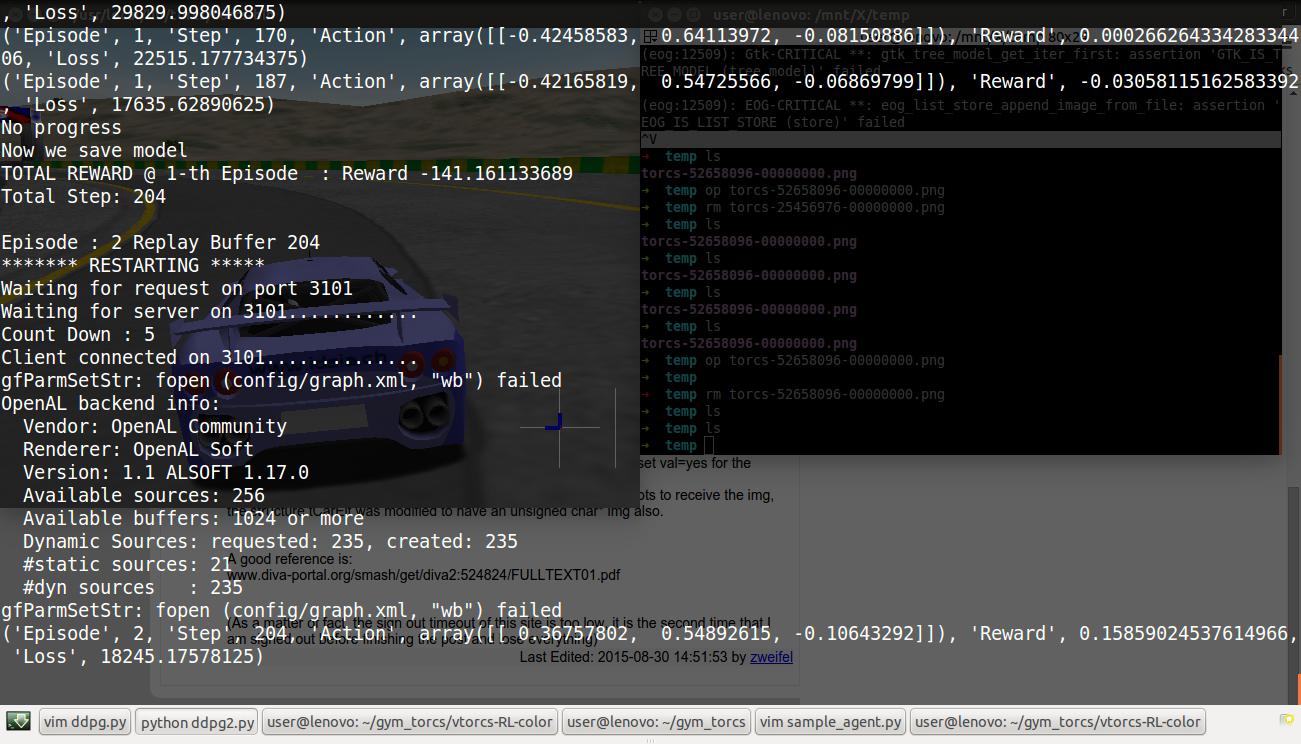 , 'Loss', 29829.998046875)
('Episode', 1, 'Step', 170, 'Action', array([[-0.42458583,  0.64113972, -0.08150886]]), 'Reward', 0.000266264334283344
06, 'Loss', 22515.177734375)
('Episode', 1, 'Step', 187, 'Action', array([[-0.42165819,  0.54725566, -0.06869799]]), 'Reward', -0.03058115162583392
, 'Loss', 17635.62890625)
No progress
Now we save model
TOTAL REWARD @ 1-th Episode  : Reward -141.161133689
Total Step: 204
Episode : 2 Replay Buffer 204
******* RESTARTING *****
Waiting for request on port 3101
Waiting for server on 3101............
Count Down : 5
Client connected on 3101..............
gfParmSetStr: fopen (config/graph.xml, "wb") failed
OpenAL backend info:
  Vendor: OpenAL Community
  Renderer: OpenAL Soft
  Version: 1.1 ALSOFT 1.17.0
  Available sources: 256
  Available buffers: 1024 or more
  Dynamic Sources: requested: 235, created: 235
  #static sources: 21
  #dyn sources   : 235
gfParmSetStr: fopen (config/graph.xml, "wb") failed
('Episode', 2, 'Step', 204, 'Action', array([[ 0.36757802,  0.54892615, -0.10643292]]), 'Reward', 0.15859024537614966,
 'Loss', 18245.17578125)
user@lenovo: /mnt/X/temp
(eog:12509): Gtk-CRITICAL **: gtk_tree_model_get_iter_first: assertion 'GTK_IS_T
REE_MODEL (tree_model)' failed
EOG-CRITICAL **: eog_list_store_append_image_from_file: assertion '
EOG_IS_LIST_STORE (store)' failed
^V
➜  temp ls
torcs-52658096-00000000.png
➜  temp op torcs-52658096-00000000.png
➜  temp rm torcs-25456976-00000000.png
➜  temp ls
torcs-52658096-00000000.png
➜  temp ls
torcs-52658096-00000000.png
➜  temp ls
torcs-52658096-00000000.png
➜  temp ls
torcs-52658096-00000000.png
➜  temp op torcs-52658096-00000000.png
➜  temp
➜  temp rm torcs-52658096-00000000.png
➜  temp ls
➜  temp ls
➜  temp
set val=yes for the
ots to receive the img,
the structure tCarElt was modified to have an unsigned char* img also.
A good reference is:
www.diva-portal.org/smash/get/diva2:524824/FULLTEXT01.pdf
(As a matter of fact, the sign out timeout of this site is too low, it is the second time that I
am signed out before finishing the post and lose everything)
Last Edited: 2015-08-30 14:51:53 by zweifel
vim ddpg.py
python ddpg2.py
user@lenovo: ~/gym_torcs/vtorcs-RL-color
user@lenovo: ~/gym_torcs
vim sample_agent.py
user@lenovo: ~/gym_torcs/vtorcs-RL-color